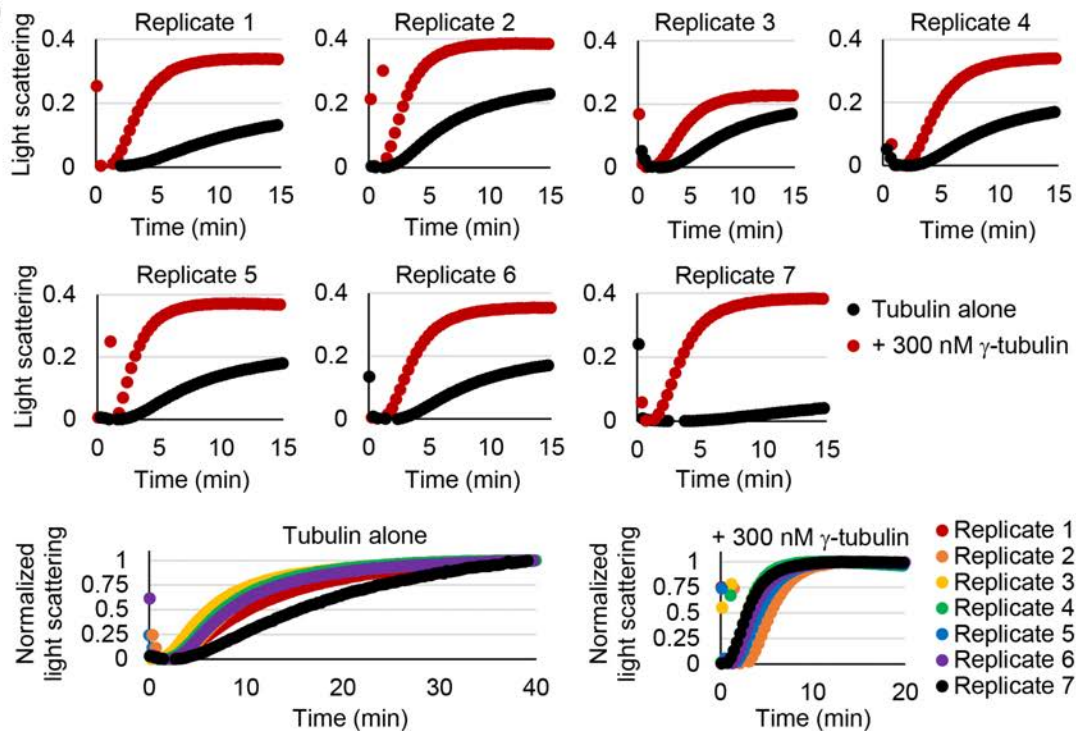 Replicate 1
Replicate 2
Replicate 3
Replicate 4
Light scattering
0.4
0.2
0
0 5 10 15
Time (min)
0.4
0.2
0
0 5 10 15
Time (min)
0.4
0.2
0
0 5 10 15
Time (min)
0.4
0.2
0
0 5 10 15
Time (min)
Replicate 5
Replicate 6
Replicate 7
Light scattering
0.4
0.2
0
0 5 10 15
Time (min)
0.4
0.2
0
0 5 10 15
Time (min)
0.4
0.2
0
0 5 10 15
Time (min)
Tubulin alone
+ 300 nM γ-tubulin
Tubulin alone
Normalized
light scattering
1
0.75
0.5
0.25
0
0 10 20 30 40
Time (min)
+ 300 nM γ-tubulin
Normalized
light scattering
1
0.75
0.5
0.25
0
0 10 20
Time (min)
Replicate 1
Replicate 2
Replicate 3
Replicate 4
Replicate 5
Replicate 6
Replicate 7